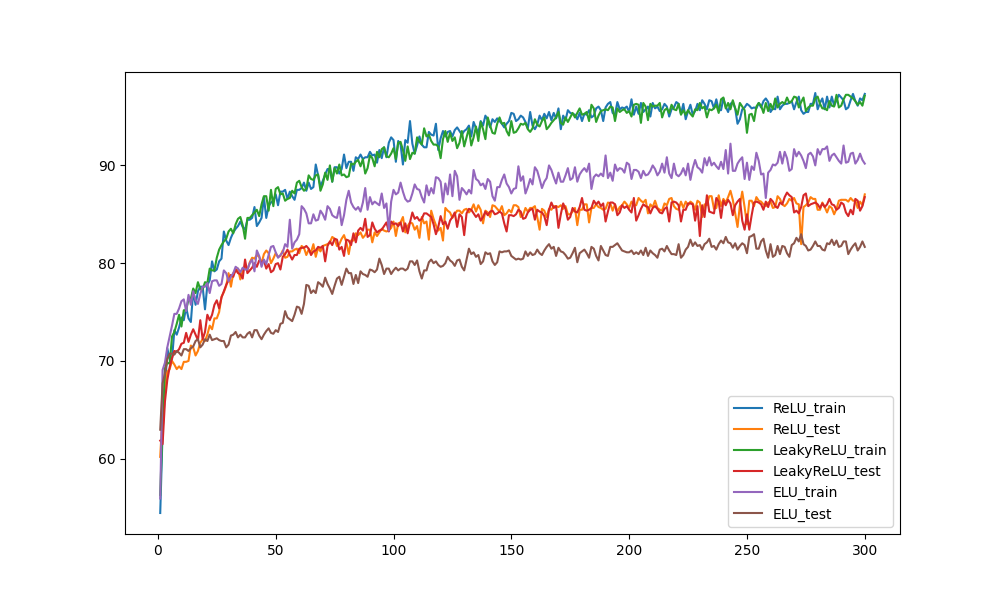 90
80
70
60
0 50 100 150 200 250 300
ReLU_train
ReLU_test
LeakyReLU_train
LeakyReLU_test
ELU_train
ELU_test